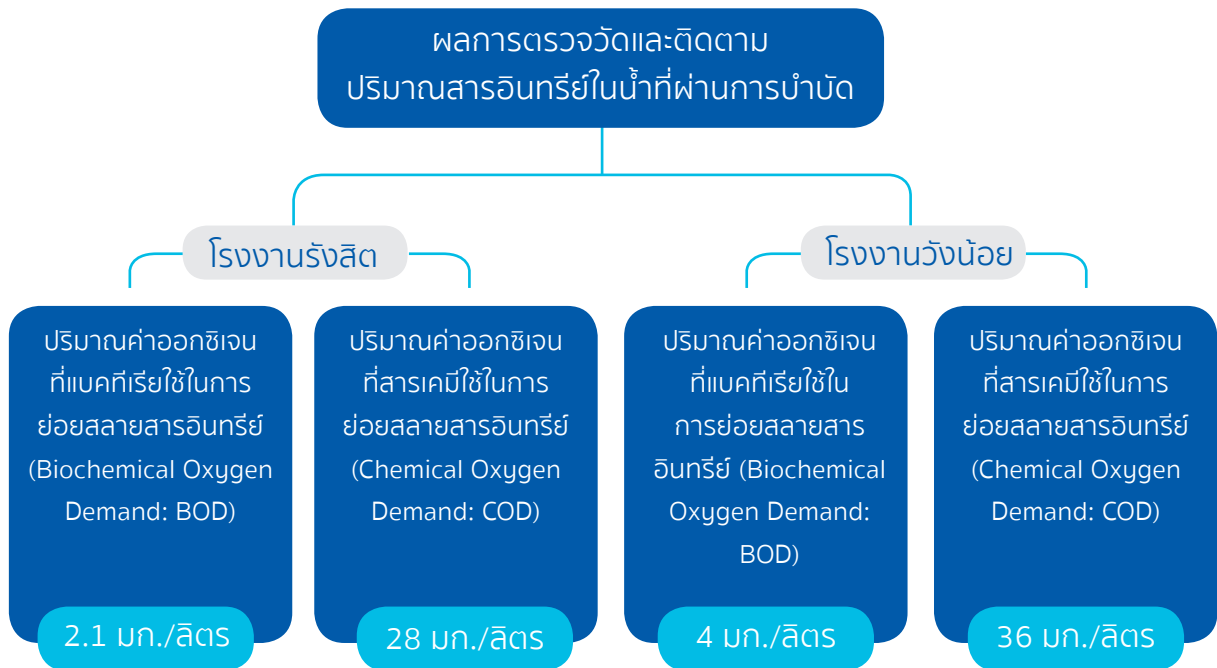 ผลการตรวจวัดและติดตาม
ปริมาณสารอินทรีย์ในน้ำที่ผ่านการบำบัด
โรงงานรังสิต
ปริมาณค่าออกซิเจน
ที่แบคทีเรียใช้ในการ
ย่อยสลายสารอินทรีย์
(Biochemical Oxygen
Demand: BOD)
2.1 มก./ลิตร
ปริมาณค่าออกซิเจน
ที่สารเคมีใช้ในการ
ย่อยสลายสารอินทรีย์
(Chemical Oxygen
Demand: COD)
28 มก./ลิตร
โรงงานวังน้อย
ปริมาณค่าออกซิเจน
ที่แบคทีเรียใช้ใน
การย่อยสลายสาร
อินทรีย์ (Biochemical
Oxygen Demand:
BOD)
4 มก./ลิตร
ปริมาณค่าออกซิเจน
ที่สารเคมีใช้ในการ
ย่อยสลายสารอินทรีย์
(Chemical Oxygen
Demand: COD)
36 มก./ลิตร